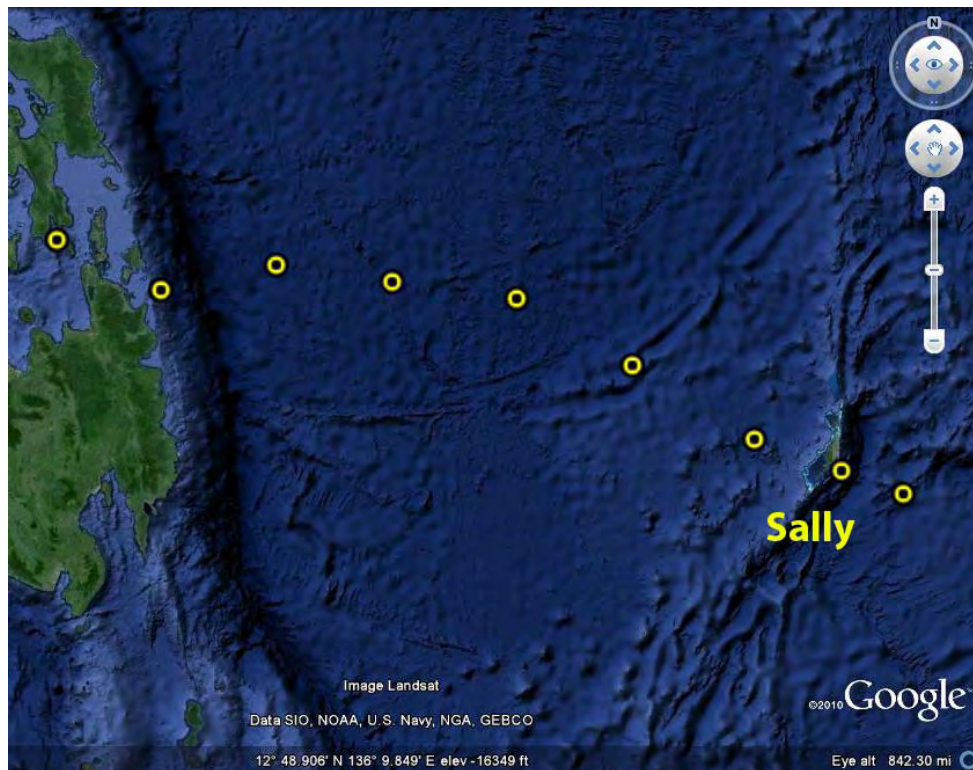 N
Sally
Image Landsat
©2010 Google
Data SIO, NOAA, U.S. Navy, NGA, GEBCO
12° 48.906' N 136° 9.849' E elev -16349 ft Eye alt 842.30 mi